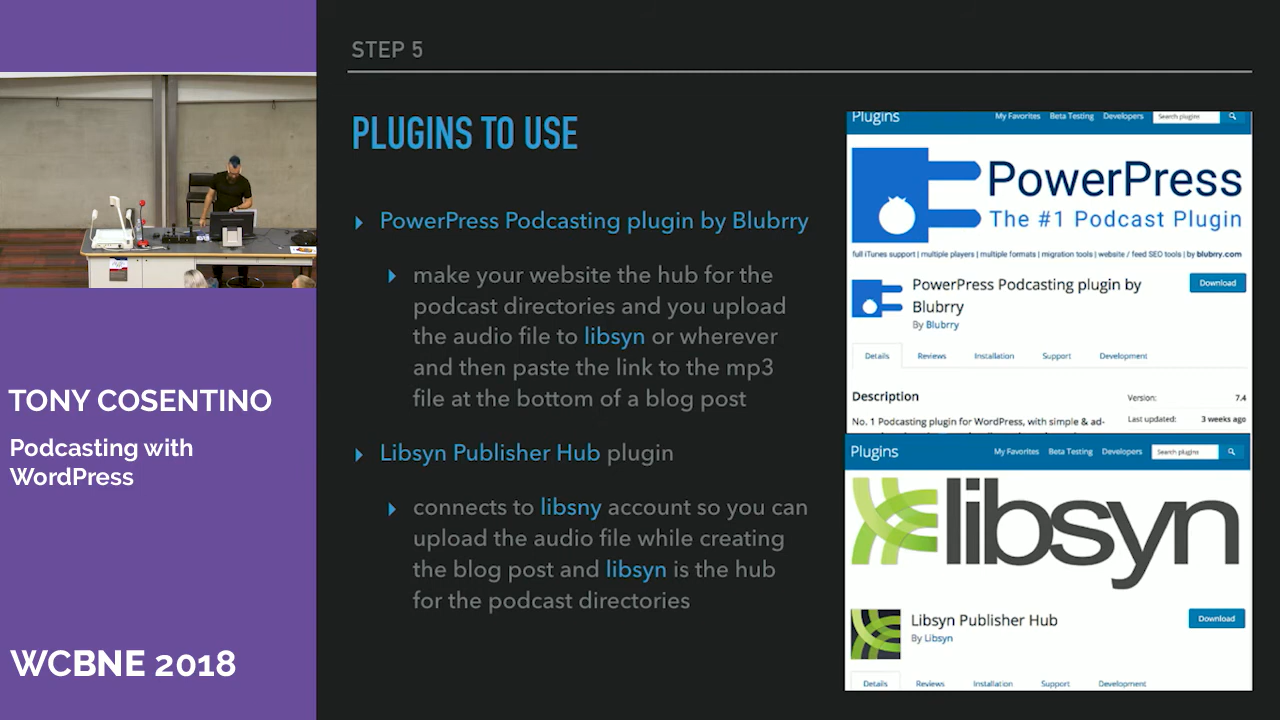 STEP 5
PLUGINS TO USE
PowerPress Podcasting plugin by Blubrry
make your website the hub for the
podcast directories and you upload
the audio file to libsyn or wherever
and then paste the link to the mp3
file at the bottom of a blog post
Libsyn Publisher Hub plugin
connects to libsny account so you can
upload the audio file while creating
the blog post and libsyn is the hub
for the podcast directories
Plugins My Favorites Beta Testing Developers Search plugins
PowerPress
The #1 Podcast Plugin
full iTunes support | multiple players | multiple formats | migration tools | website / feed SEO tools | by blubrry.com
PowerPress Podcasting plugin by
Blubrry
Download
By Blubrry
Details Reviews Installation Support Development
Description
Version: 7.4
No. 1 Podcasting plugin for WordPress, with simple & ad-
Last updated: 3 weeks ago
Plugins My Favorites Beta Testing Developers Search plugins
libsyn
Libsyn Publisher Hub
Download
By Libsyn
Details Reviews Installation Support Development
TONY COSENTINO
Podcasting with
WordPress
WCBNE 2018